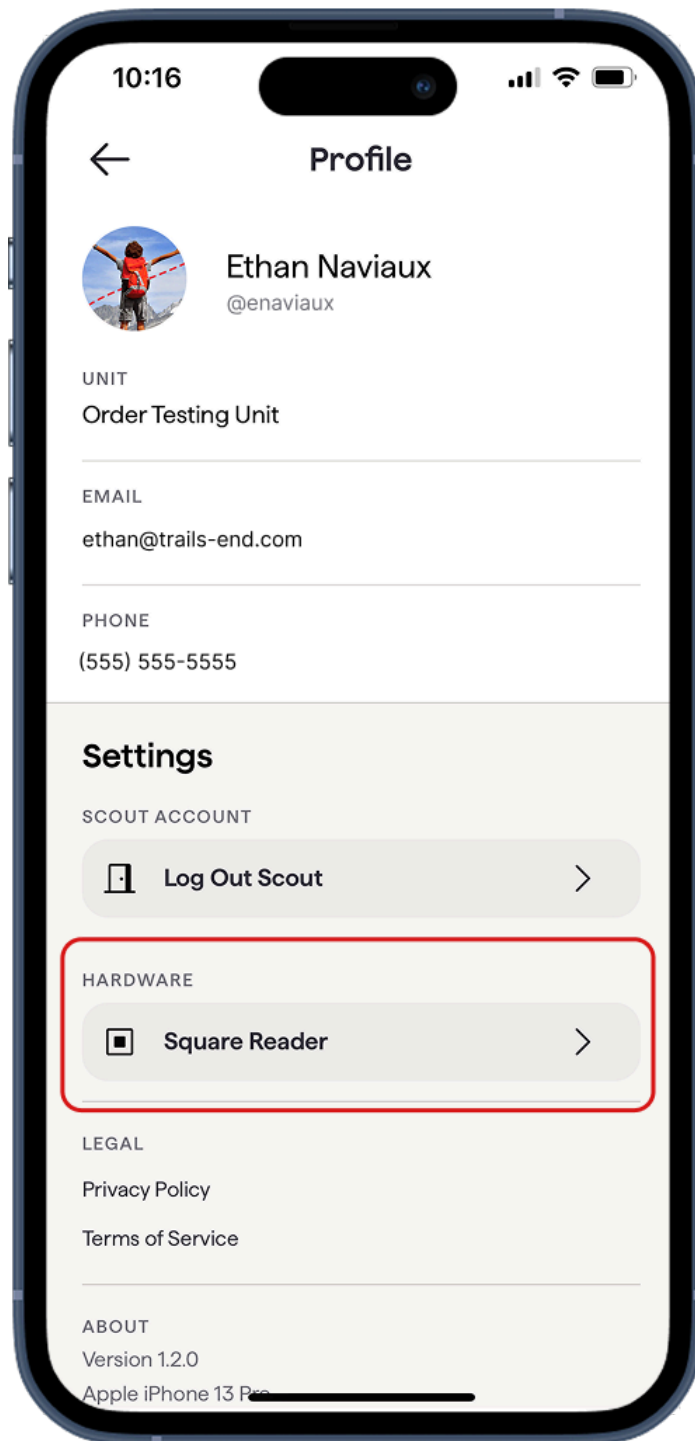 10:16
Profile
Ethan Naviaux
@enaviaux
UNIT
Order Testing Unit
EMAIL
ethan@trails-end.com
PHONE
(555) 555-5555
Settings
SCOUT ACCOUNT
Log Out Scout
HARDWARE
Square Reader
LEGAL
Privacy Policy
Terms of Service
ABOUT
Version 1.2.0
Apple iPhone 13 Pro